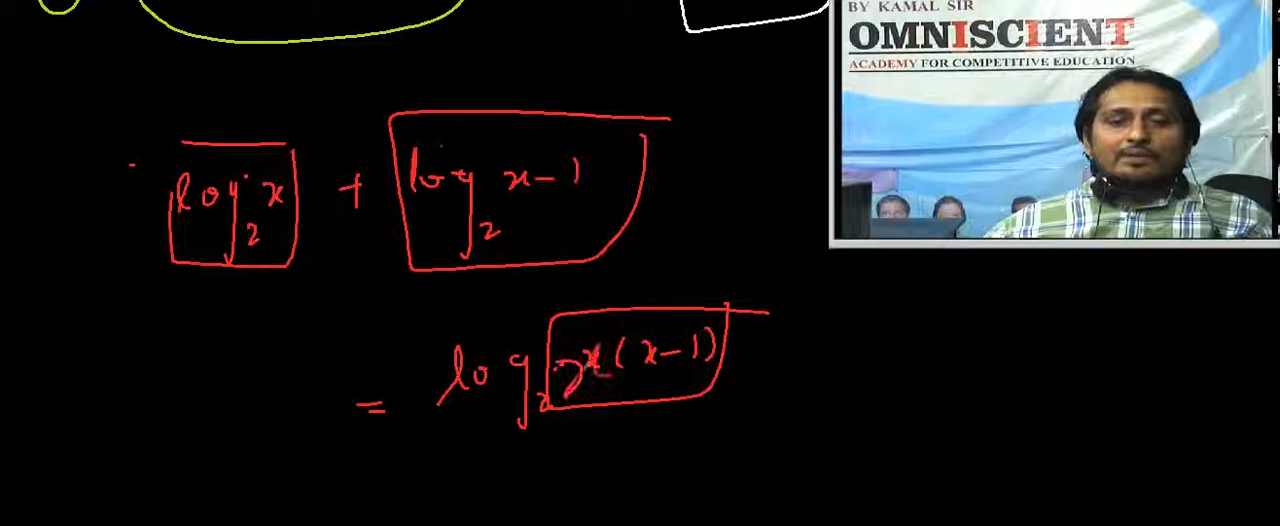 BY KAMAL SIR
OMNISCIENT
ACADEMY FOR COMPETITIVE EDUCATION
log₂ x + log₂ x-1
= log₂ x(x-1)